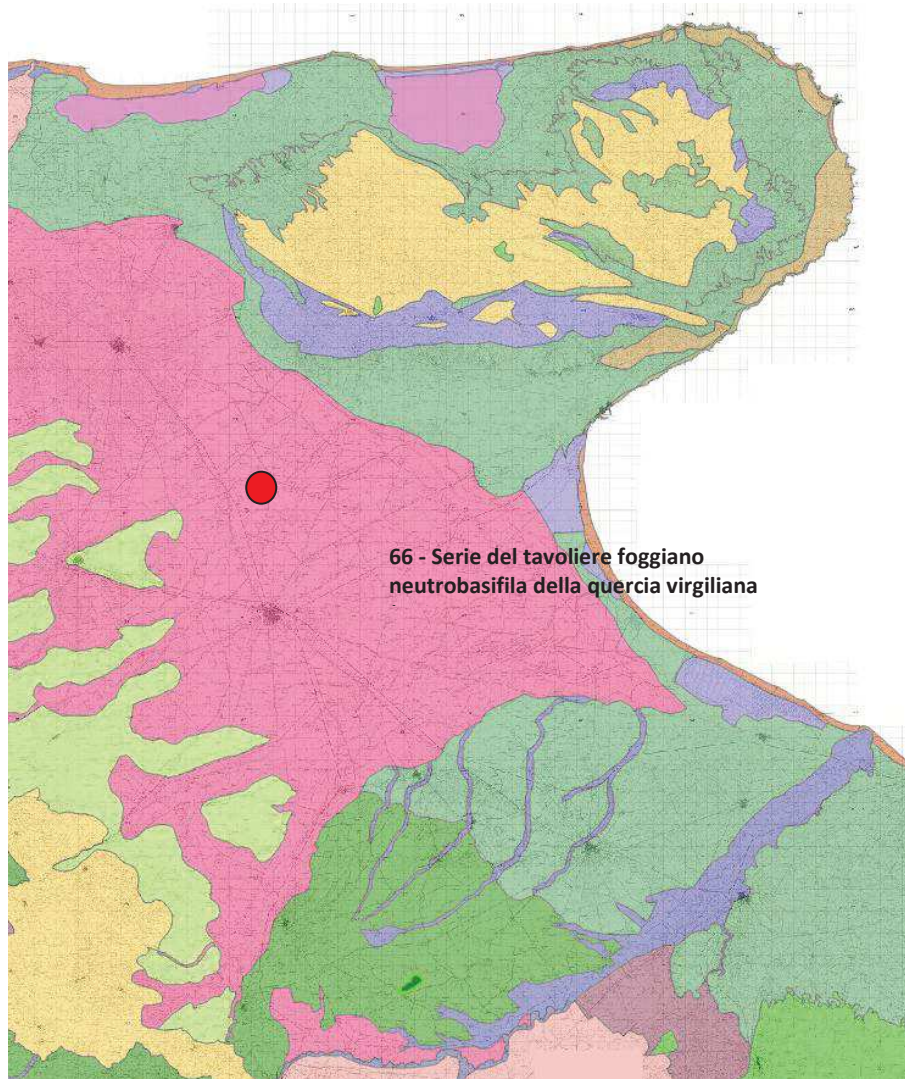 66 - Serie del tavoliere foggiano
neutrobasifila della quercia virgiliana